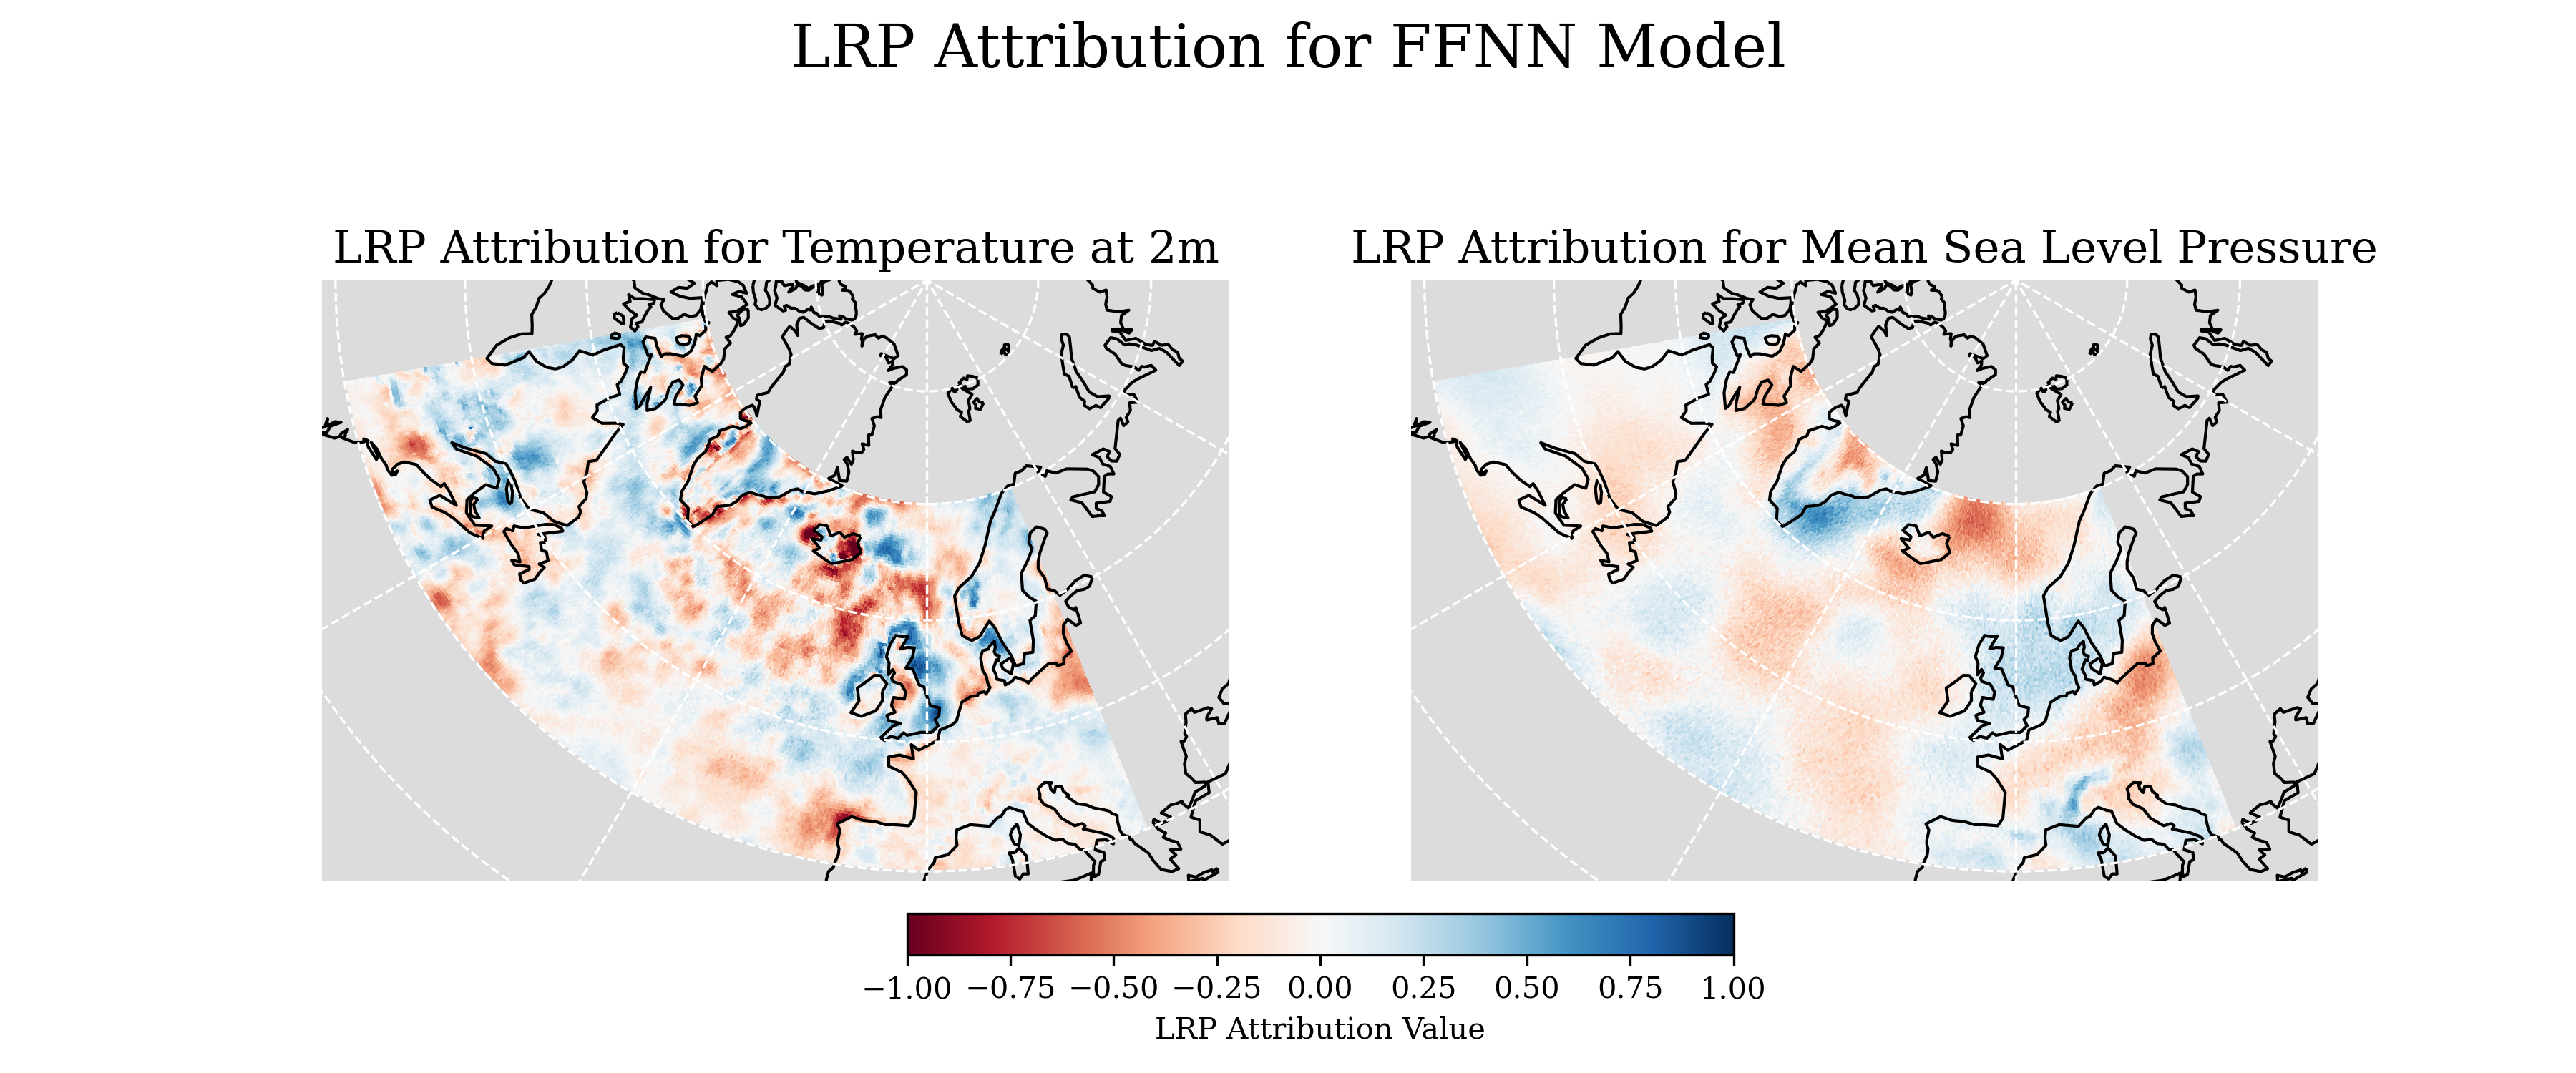 LRP Attribution for FFNN Model
LRP Attribution for Temperature at 2m
LRP Attribution for Mean Sea Level Pressure
−1.00 −0.75 −0.50 −0.25 0.00 0.25 0.50 0.75 1.00
LRP Attribution Value